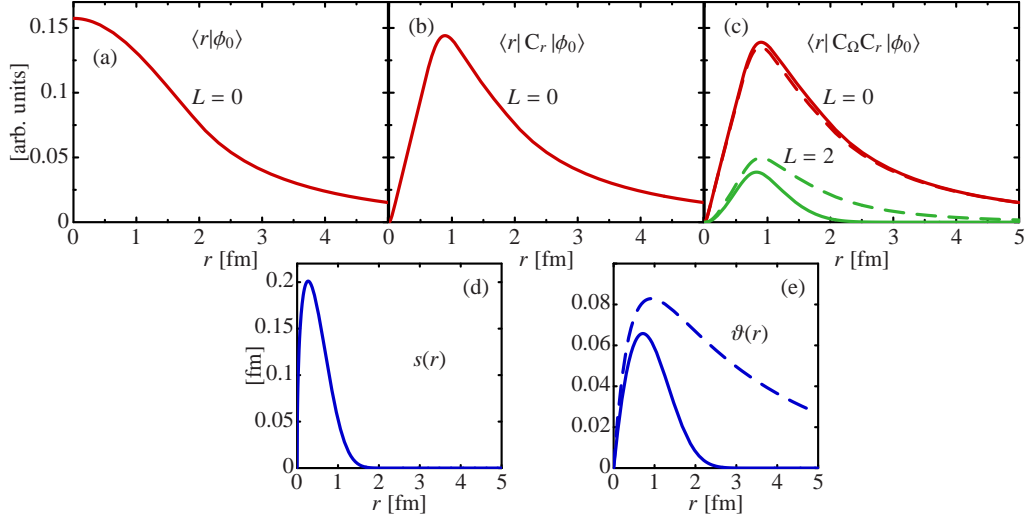 0.15
0.1
0.05
0
[arb. units]
(a)
⟨r|ϕ₀⟩
L = 0
0 1 2 3 4
r [fm]
(b)
⟨r| C_r |ϕ₀⟩
L = 0
0 1 2 3 4
r [fm]
(c)
⟨r| C_Ω C_r |ϕ₀⟩
L = 0
L = 2
0 1 2 3 4 5
r [fm]
0.2
0.15
0.1
0.05
0
[fm]
(d)
s(r)
0 1 2 3 4 5
r [fm]
0.08
0.06
0.04
0.02
0
(e)
ϑ(r)
0 1 2 3 4 5
r [fm]